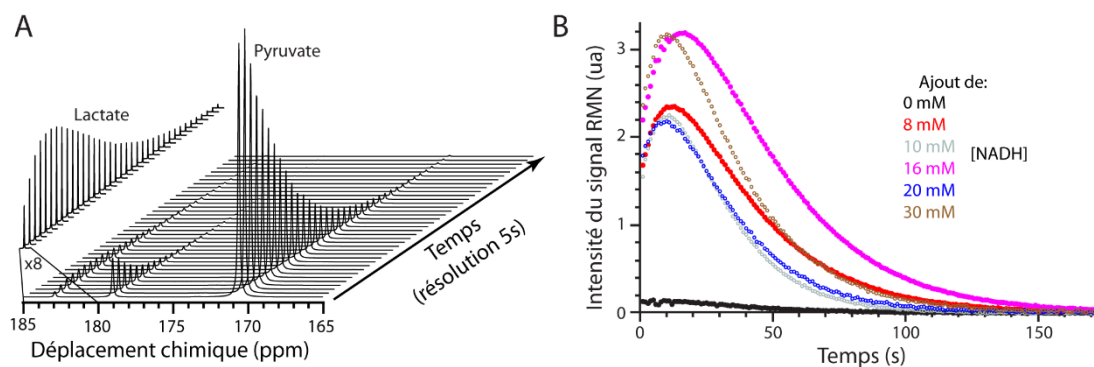 A
Pyruvate
Lactate
x8
Temps
(résolution 5s)
185
180
175
170
165
Déplacement chimique (ppm)
B
Intensité du signal RMN (ua)
3
2
1
0
Ajout de:
0 mM
8 mM
10 mM
16 mM
20 mM
30 mM
[NADH]
0
50
100
150
Temps (s)